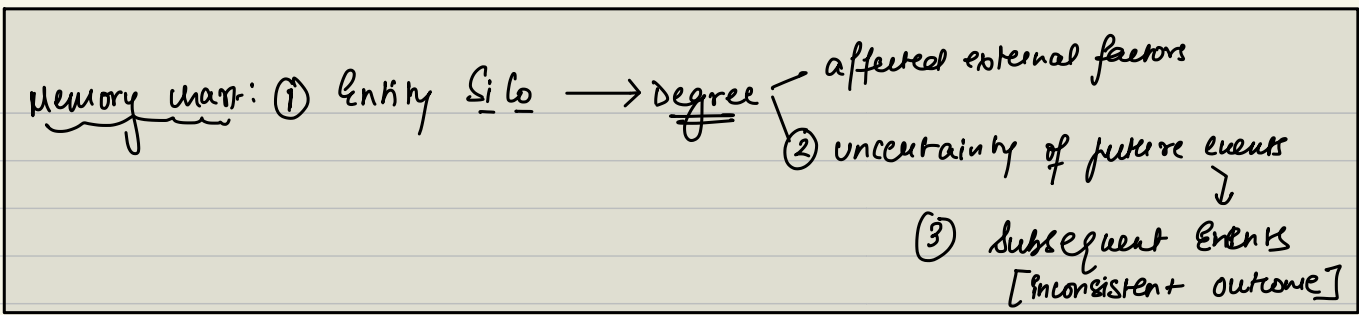 Memory chart: ① Entity Si Co → Degree
affected external factors
② uncertainty of future events
③ Subsequent Events
[inconsistent outcome]